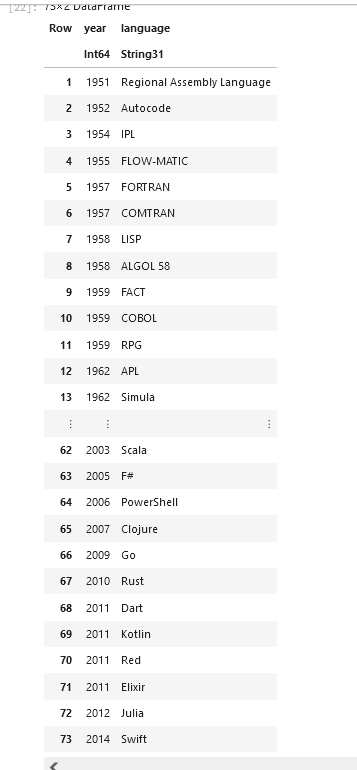 [22]: 73×2 DataFrame
Row year language
Int64 String31
1 1951 Regional Assembly Language
2 1952 Autocode
3 1954 IPL
4 1955 FLOW-MATIC
5 1957 FORTRAN
6 1957 COMTRAN
7 1958 LISP
8 1958 ALGOL 58
9 1959 FACT
10 1959 COBOL
11 1959 RPG
12 1962 APL
13 1962 Simula
⋮ ⋮ ⋮
62 2003 Scala
63 2005 F#
64 2006 PowerShell
65 2007 Clojure
66 2009 Go
67 2010 Rust
68 2011 Dart
69 2011 Kotlin
70 2011 Red
71 2011 Elixir
72 2012 Julia
73 2014 Swift